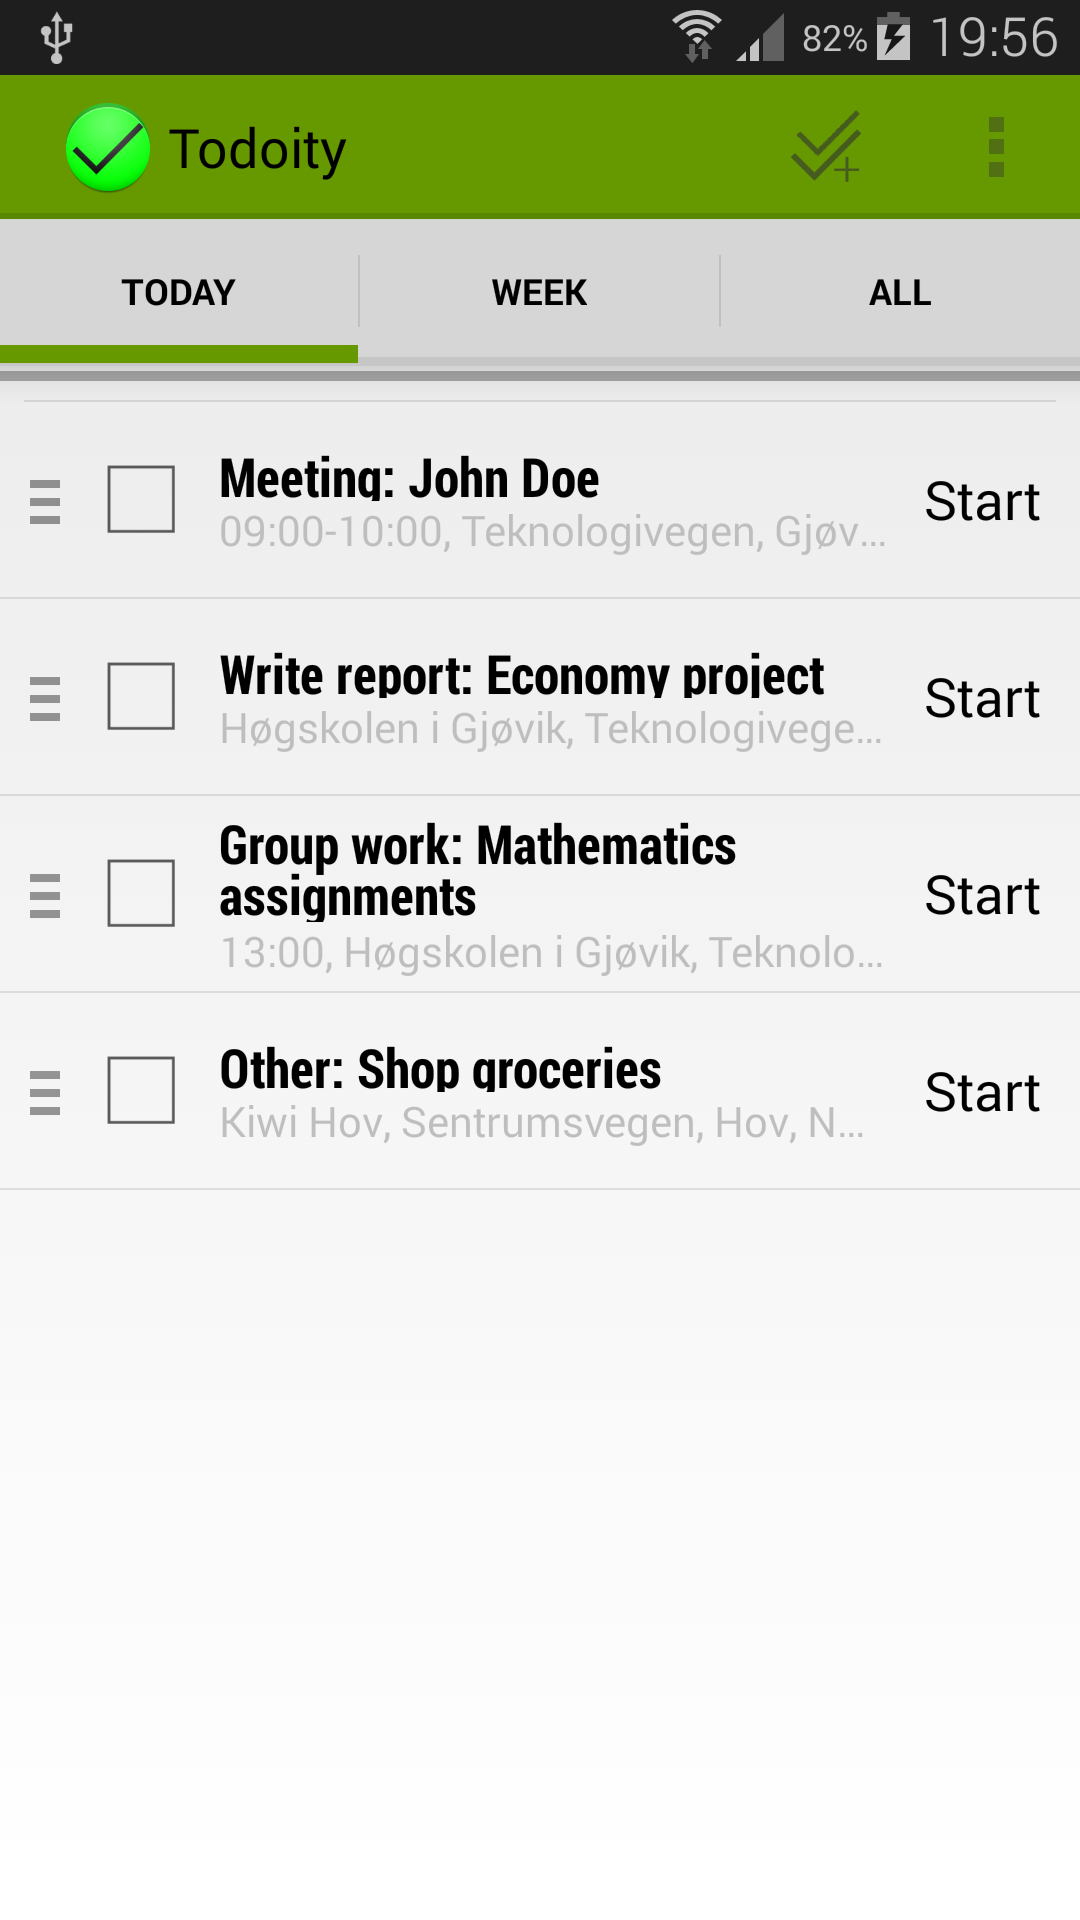 82% 19:56
Todoity
TODAY WEEK ALL
Meeting: John Doe
09:00-10:00, Teknologivegen, Gjøv...
Start
Write report: Economy project
Høgskolen i Gjøvik, Teknologivege...
Start
Group work: Mathematics
assignments
13:00, Høgskolen i Gjøvik, Teknolo...
Start
Other: Shop groceries
Kiwi Hov, Sentrumsvegen, Hov, N...
Start